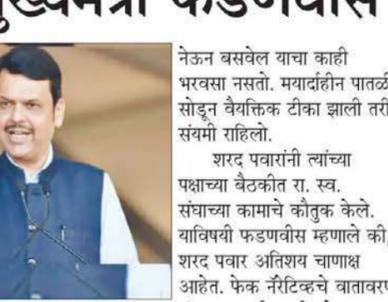 मुख्यमंत्री फडणवीस
नेऊन बसवेल याचा काही
भरवसा नसतो. मर्यादाहीन पातळी
सोडून वैयक्तिक टीका झाली तरी
संयमी राहिलो.
शरद पवारांनी त्यांच्या
पक्षाच्या बैठकीत रा. स्व.
संघाच्या कामाचे कौतुक केले.
याविषयी फडणवीस म्हणाले की,
शरद पवार अतिशय चाणाक्ष
आहेत. फेक नॅरेटिव्हचे वातावरण